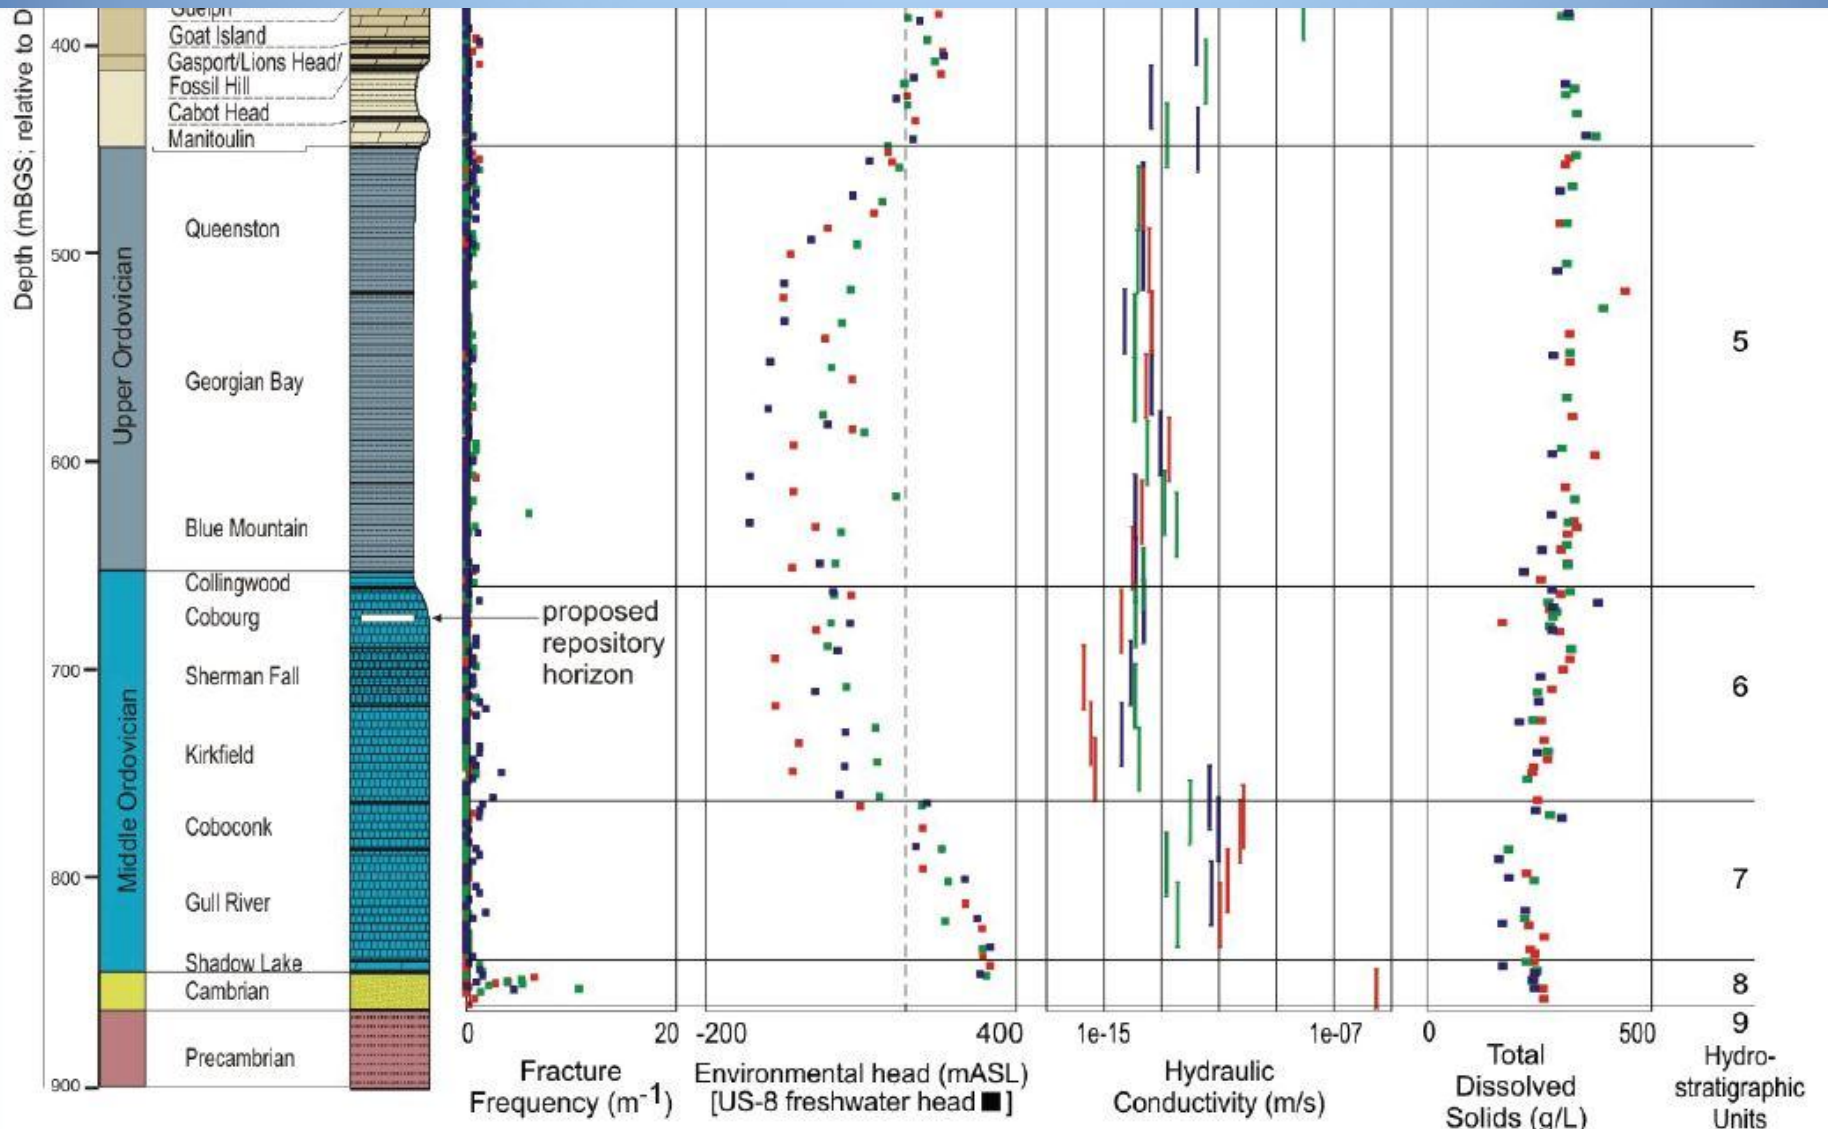 Depth (mBGS; relative to D
400
500
600
700
800
900
Upper Ordovician
Middle Ordovician
Guelph
Goat Island
Gasport/Lions Head/
Fossil Hill
Cabot Head
Manitoulin
Queenston
Georgian Bay
Blue Mountain
Collingwood
Cobourg
Sherman Fall
Kirkfield
Coboconk
Gull River
Shadow Lake
Cambrian
Precambrian
proposed
repository
horizon
5
6
7
8
9
0 20
Fracture
Frequency (m-1)
-200 400
Environmental head (mASL)
[US-8 freshwater head ■]
1e-15 1e-07
Hydraulic
Conductivity (m/s)
0 500
Total
Dissolved
Solids (g/L)
Hydro-
stratigraphic
Units